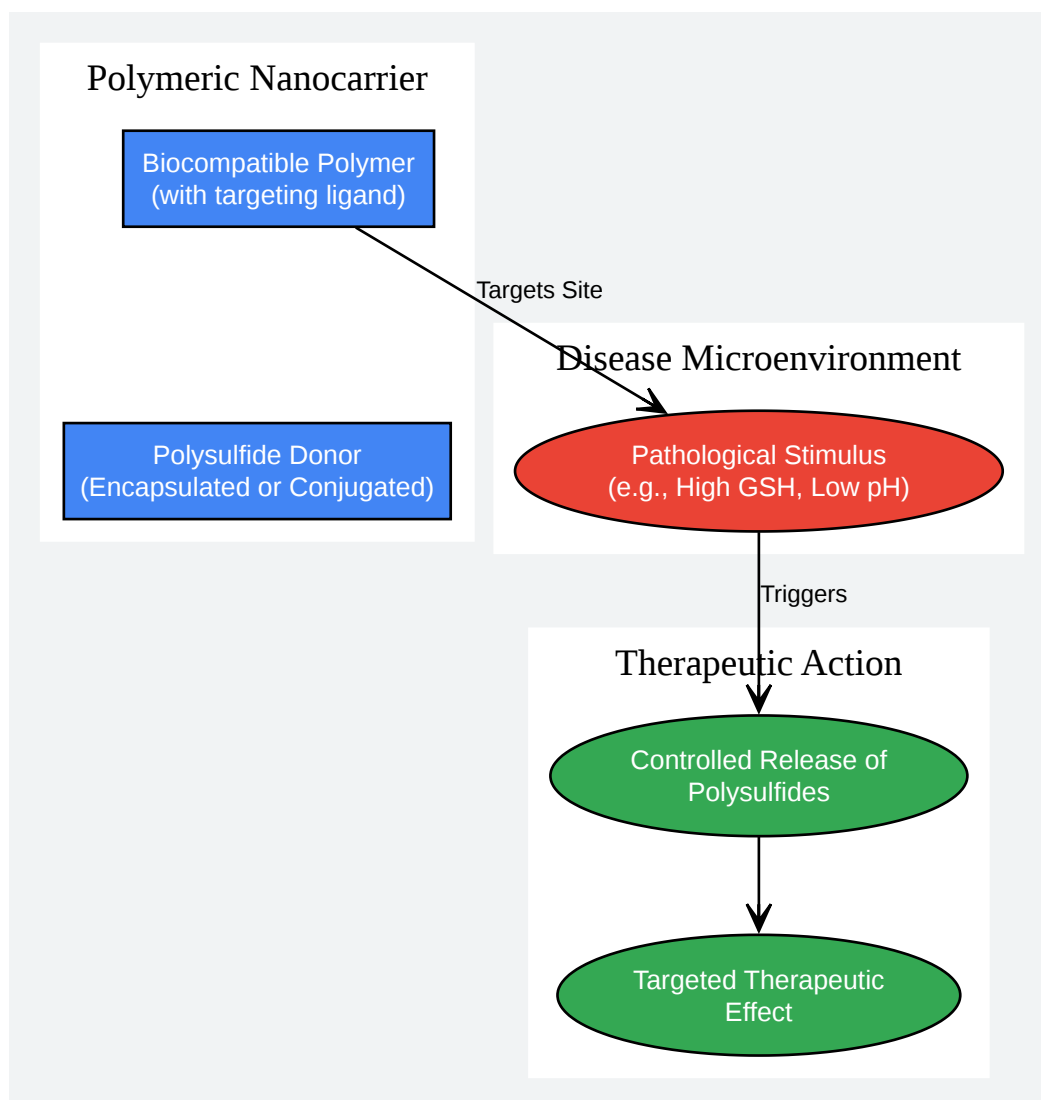 Polymeric Nanocarrier
Biocompatible Polymer
(with targeting ligand)
Targets Site
Disease Microenvironment
Polysulfide Donor
(Encapsulated or Conjugated)
Pathological Stimulus
(e.g., High GSH, Low pH)
Triggers
Therapeutic Action
Controlled Release of
Polysulfides
Targeted Therapeutic
Effect